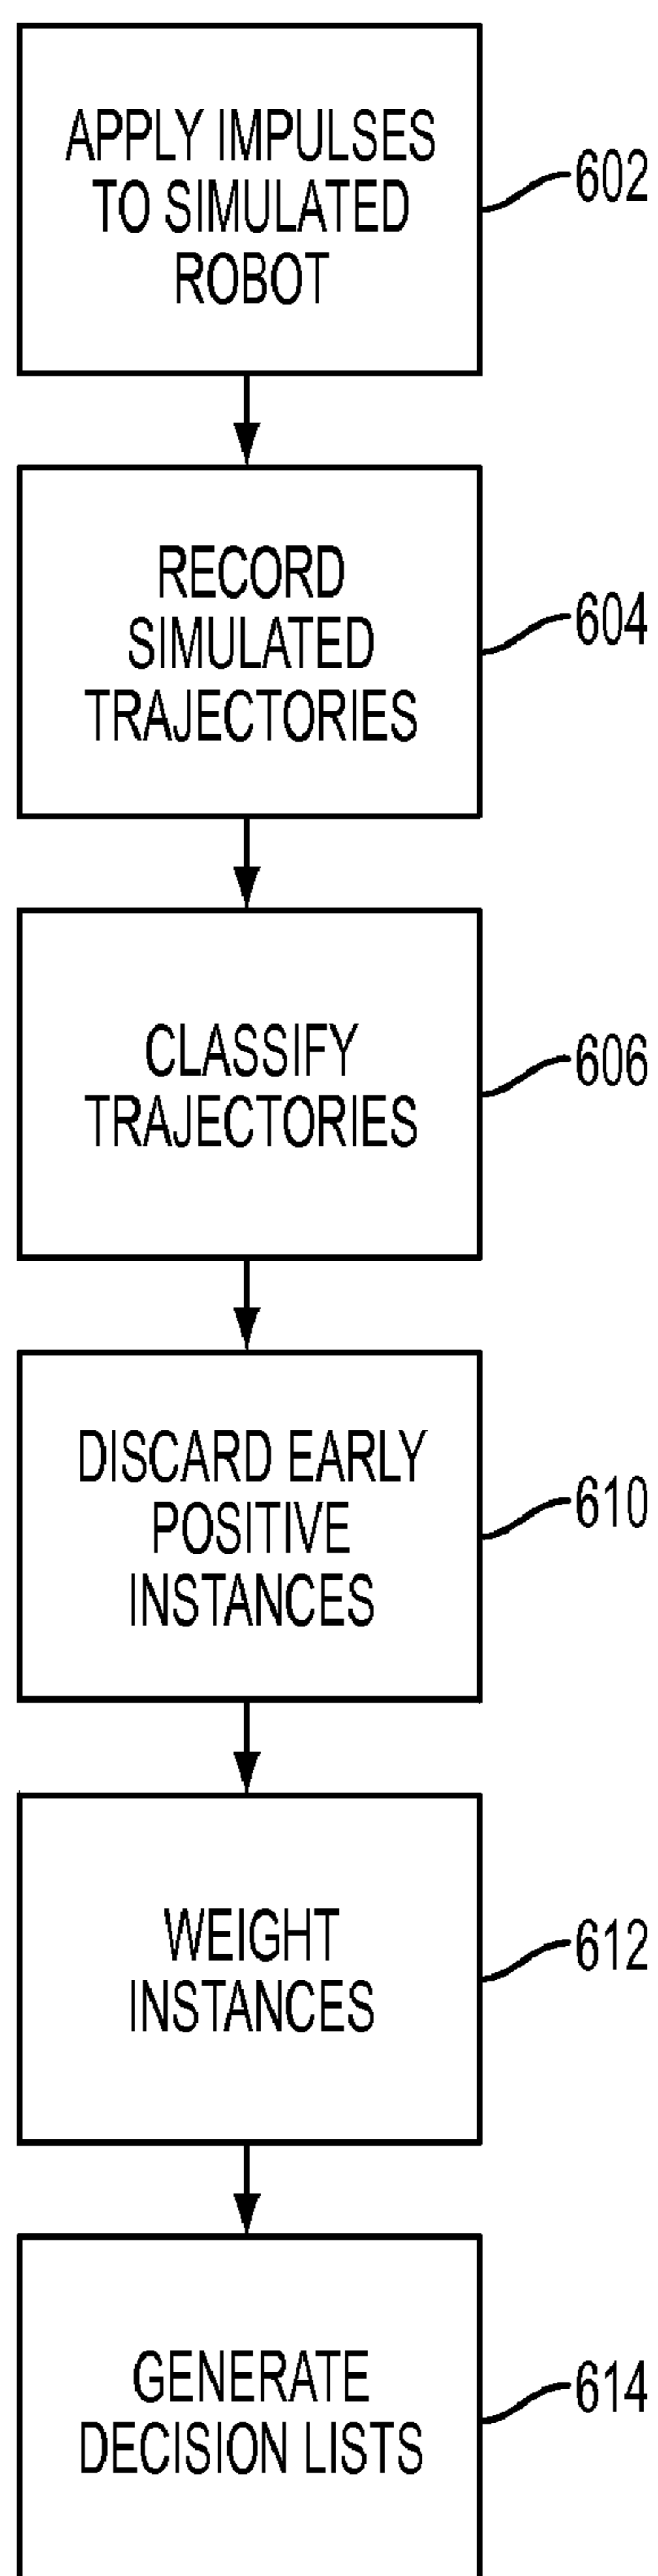 APPLY IMPULSES
TO SIMULATED
ROBOT
602
RECORD
SIMULATED
TRAJECTORIES
604
CLASSIFY
TRAJECTORIES
606
DISCARD EARLY
POSITIVE
INSTANCES
610
WEIGHT
INSTANCES
612
GENERATE
DECISION LISTS
614